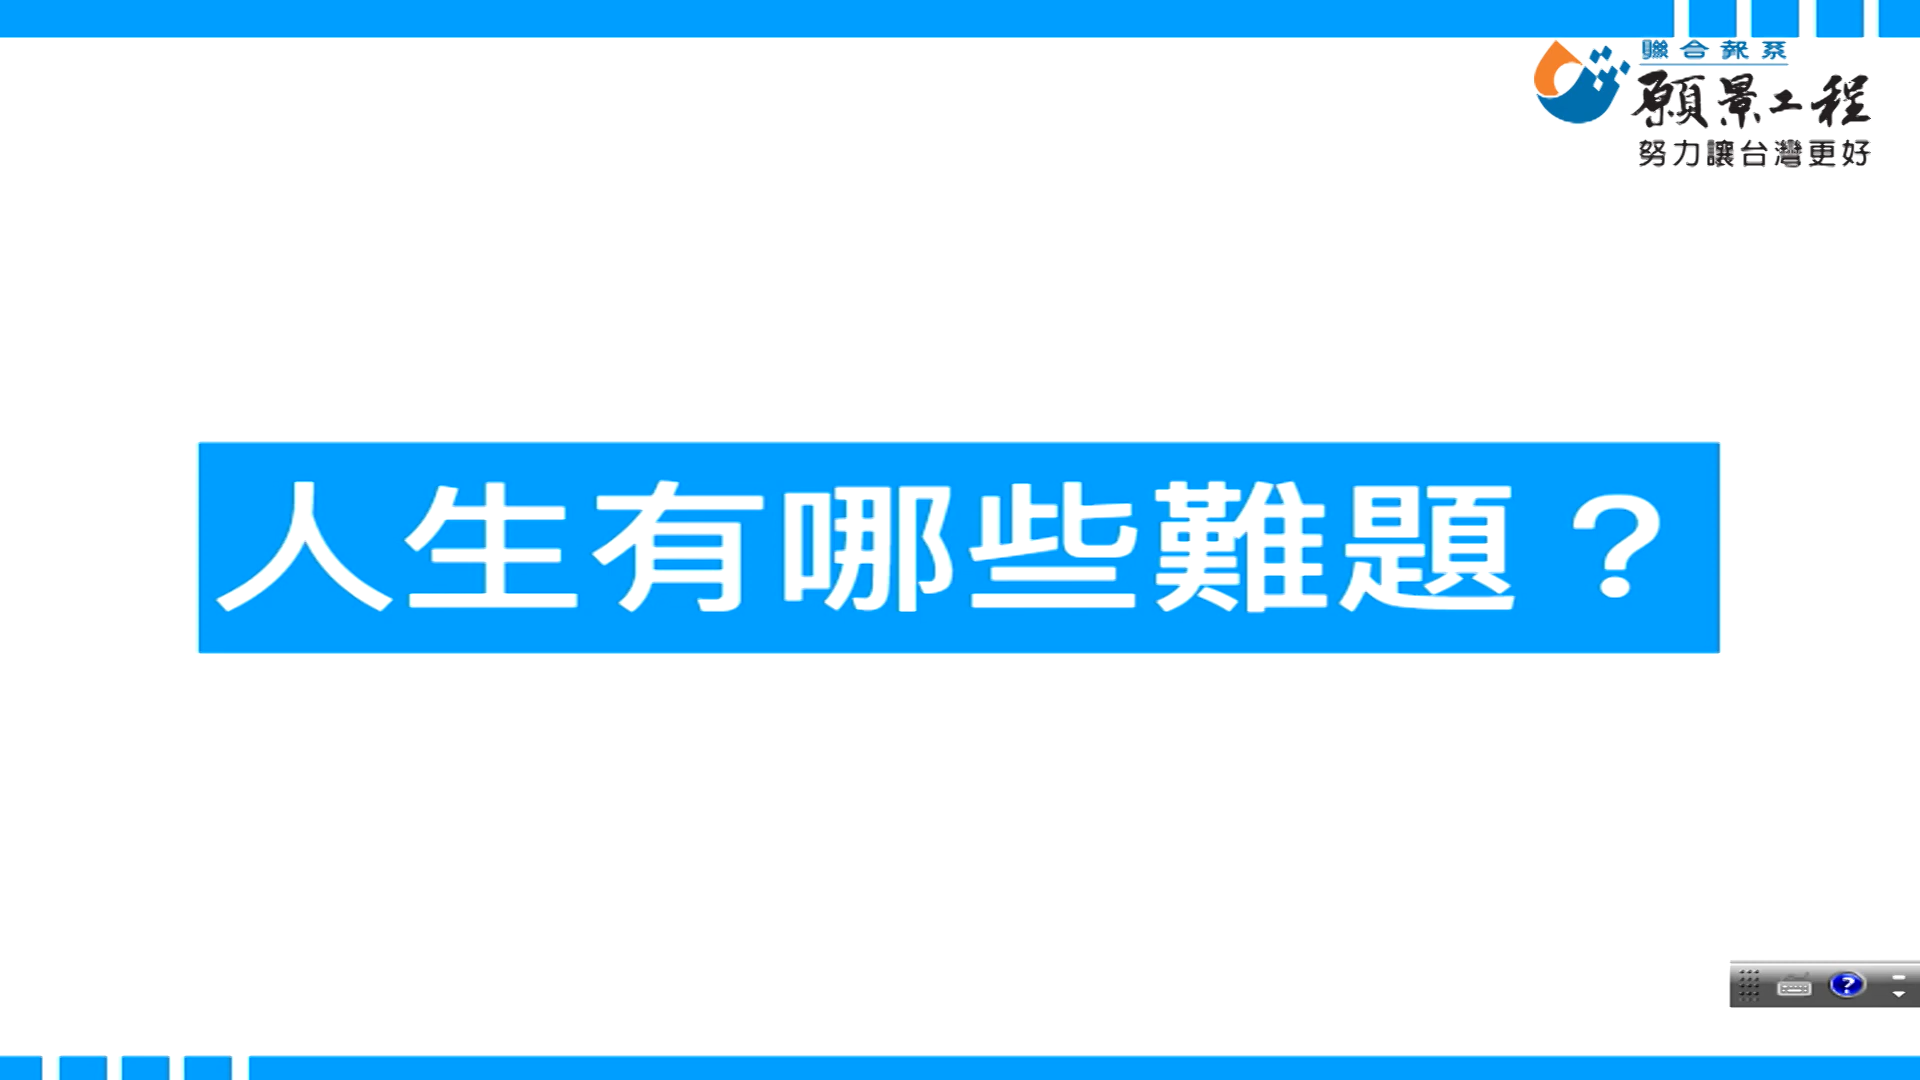 聯合報系
願景工程
努力讓台灣更好
人生有哪些難題？